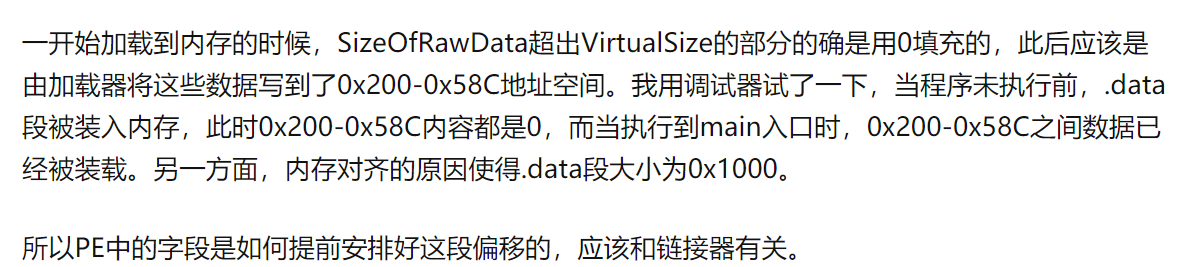 一开始加载到内存的时候，SizeOfRawData超出VirtualSize的部分的确是用0填充的，此后应该是
由加载器将这些数据写到了0x200-0x58C地址空间。我用调试器试了一下，当程序未执行前，.data
段被装入内存，此时0x200-0x58C内容都是0，而当执行到main入口时，0x200-0x58C之间数据已
经被装载。另一方面，内存对齐的原因使得.data段大小为0x1000。
所以PE中的字段是如何提前安排好这段偏移的，应该和链接器有关。